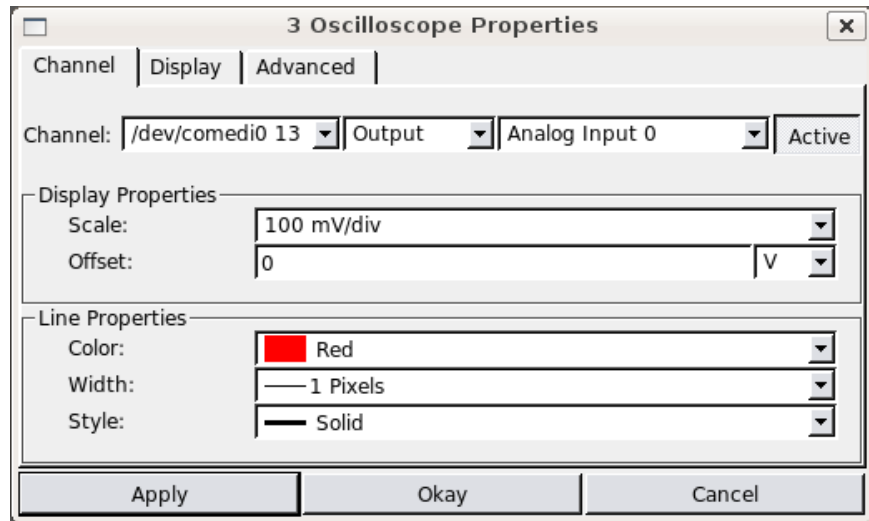 3 Oscilloscope Properties
Channel Display Advanced
Channel: /dev/comedi0 13 Output Analog Input 0 Active
Display Properties
Scale: 100 mV/div
Offset: 0 V
Line Properties
Color: Red
Width: 1 Pixels
Style: Solid
Apply Okay Cancel